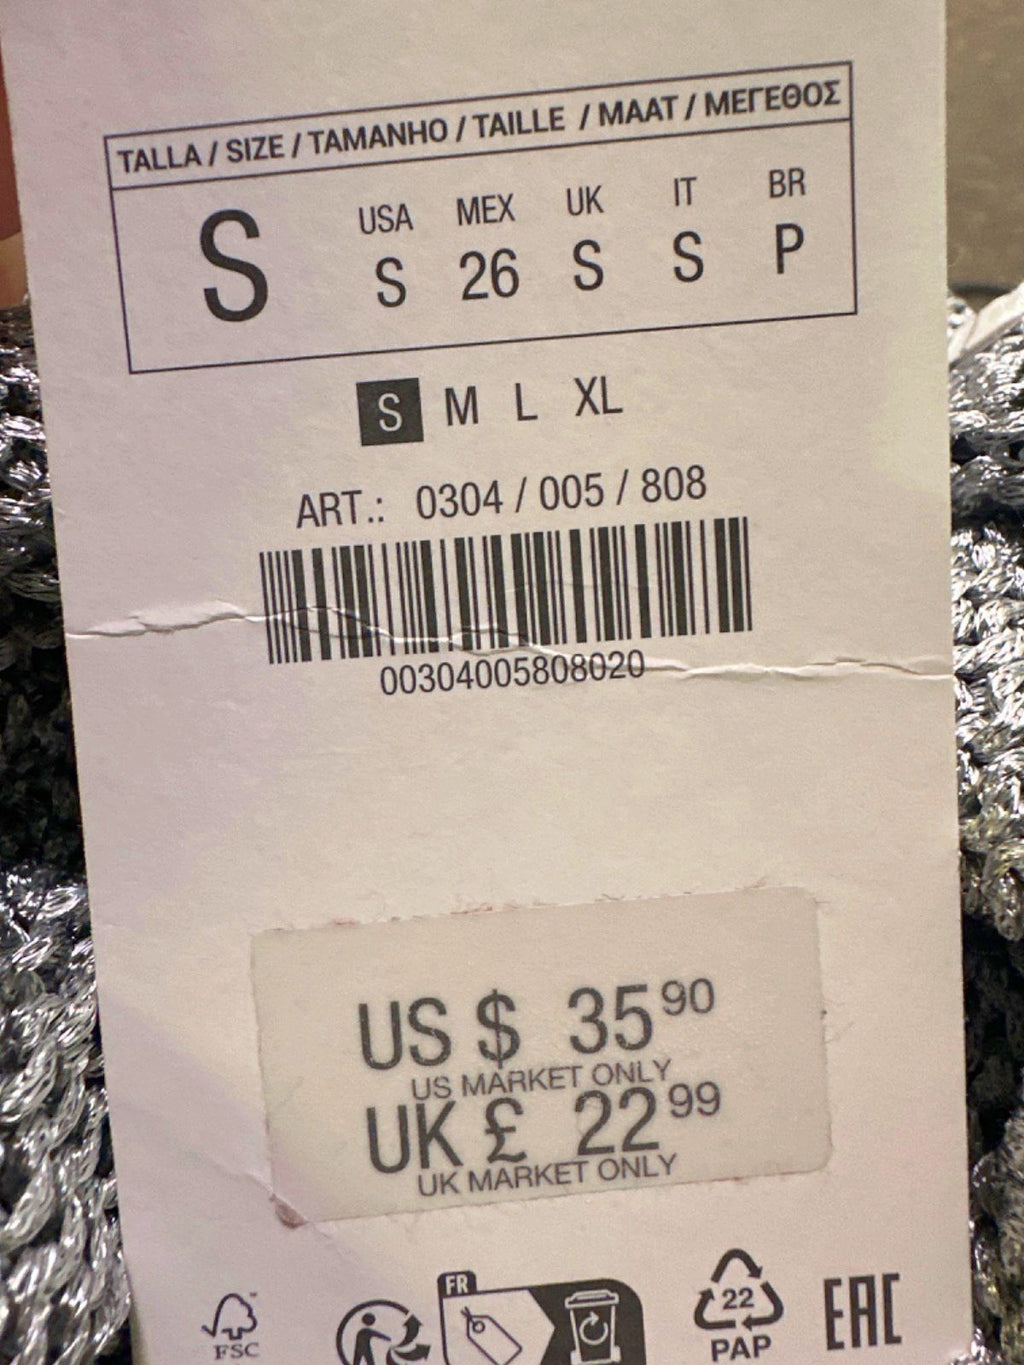 TALLA / SIZE / TAMANHO / TAILLE / MAAT / ΜΕΓΕΘΟΣ
S
USA MEX UK IT BR
S 26 S S P
S M L XL
ART.: 0304 / 005 / 808
00304005808020
US $ 35 90
US MARKET ONLY
UK £ 22 99
UK MARKET ONLY
FR
22
FSC
PAP
EAC